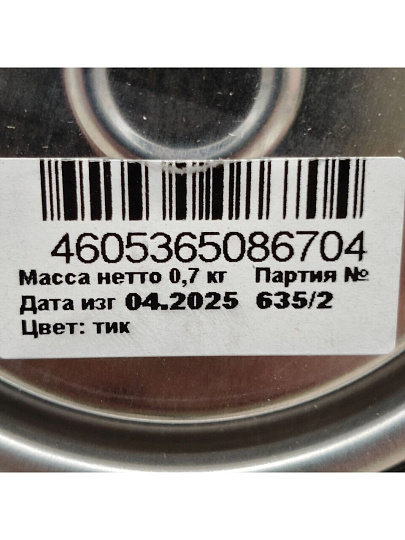 4605365086704
Масса нетто 0,7 кг Партия №
Дата изг 04.2025 635/2
Цвет: тик